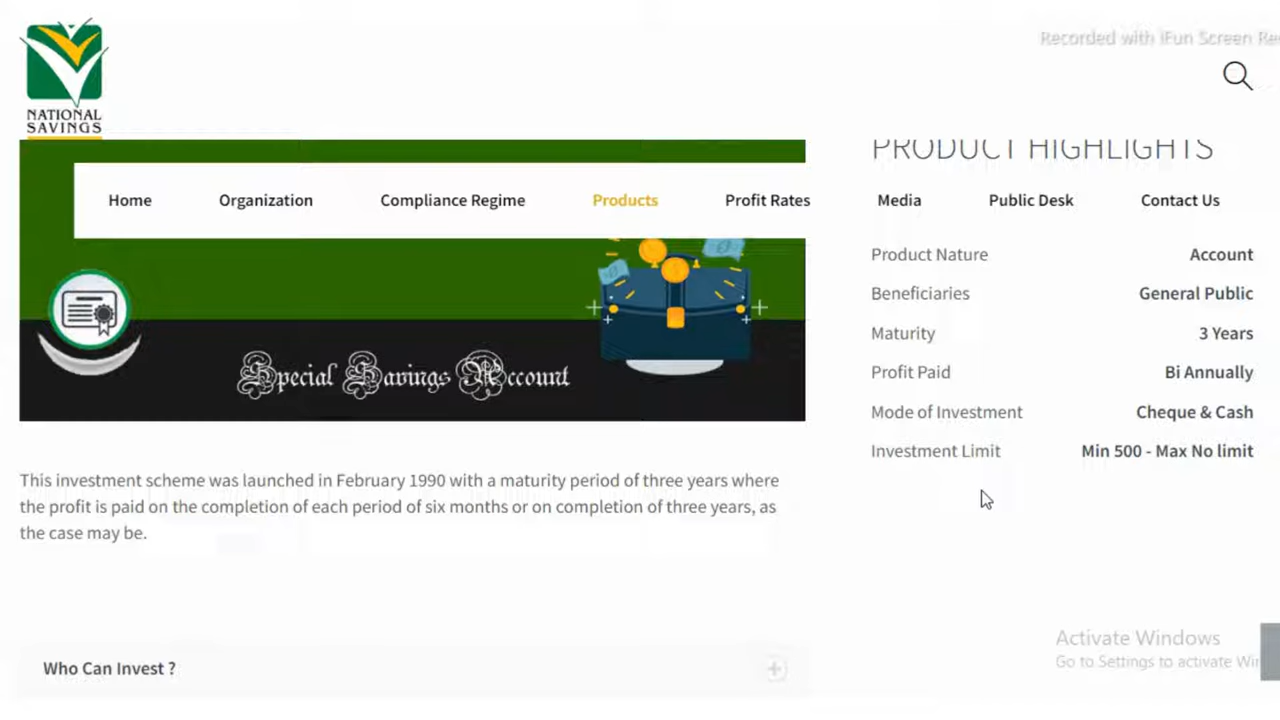 Recorded with iFun Screen Re
NATIONAL
SAVINGS
PRODUCT HIGHLIGHTS
Home Organization Compliance Regime Products Profit Rates Media Public Desk Contact Us
Product Nature Account
Beneficiaries General Public
Maturity 3 Years
Profit Paid Bi Annually
Mode of Investment Cheque & Cash
Investment Limit Min 500 - Max No limit
Special Savings Account
This investment scheme was launched in February 1990 with a maturity period of three years where
the profit is paid on the completion of each period of six months or on completion of three years, as
the case may be.
Who Can Invest ?
Activate Windows
Go to Settings to activate Wi